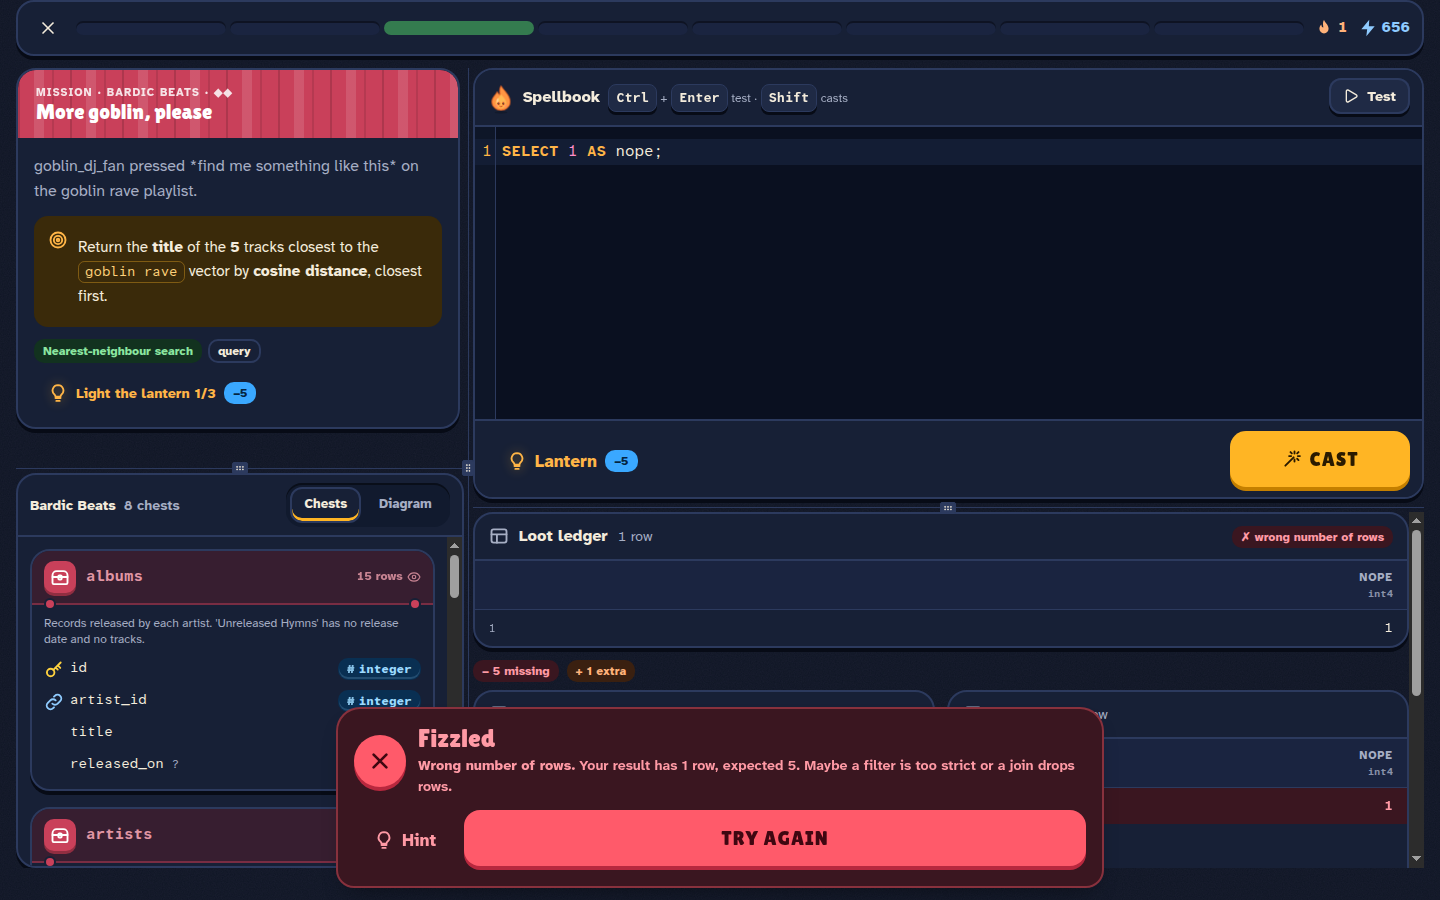 1
656
MISSION · BARDIC BEATS · ◆◆
More goblin, please
goblin_dj_fan pressed *find me something like this* on
the goblin rave playlist.
Return the title of the 5 tracks closest to the
goblin rave vector by cosine distance, closest
first.
Nearest-neighbour search
query
Light the lantern 1/3 −5
Bardic Beats 8 chests
Chests
Diagram
albums
15 rows
Records released by each artist. 'Unreleased Hymns' has no release
date and no tracks.
id
# integer
artist_id
# integer
title
released_on ?
artists
Spellbook Ctrl + Enter test · Shift casts
Test
1 SELECT 1 AS nope;
Lantern −5
CAST
Loot ledger 1 row
✗ wrong number of rows
NOPE
int4
1 1
− 5 missing
+ 1 extra
NOPE
int4
1
Fizzled
Wrong number of rows. Your result has 1 row, expected 5. Maybe a filter is too strict or a join drops
rows.
Hint
TRY AGAIN